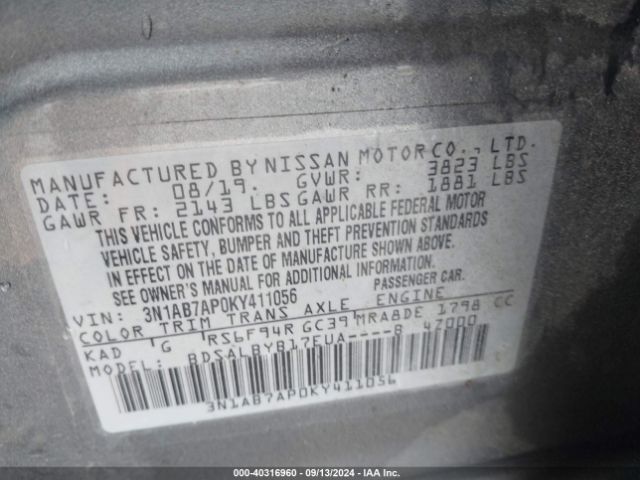 MANUFACTURED BY NISSAN MOTOR CO., LTD.
DATE: 08/19. GVWR: 3823 LBS
GAWR FR: 2143 LBS GAWR RR: 1881 LBS
THIS VEHICLE CONFORMS TO ALL APPLICABLE FEDERAL MOTOR
VEHICLE SAFETY, BUMPER AND THEFT PREVENTION STANDARDS
IN EFFECT ON THE DATE OF MANUFACTURE SHOWN ABOVE.
SEE OWNER'S MANUAL FOR ADDITIONAL INFORMATION.
VIN: 3N1AB7AP0KY411056 PASSENGER CAR.
COLOR TRIM TRANS AXLE ENGINE
KAD G RS6F94R GC39 MRA8DE 1798 CC
MODEL: BDSALBYB17EUA----B 47000
3N1AB7AP0KY411056
000-40316960 - 09/13/2024 - IAA Inc.